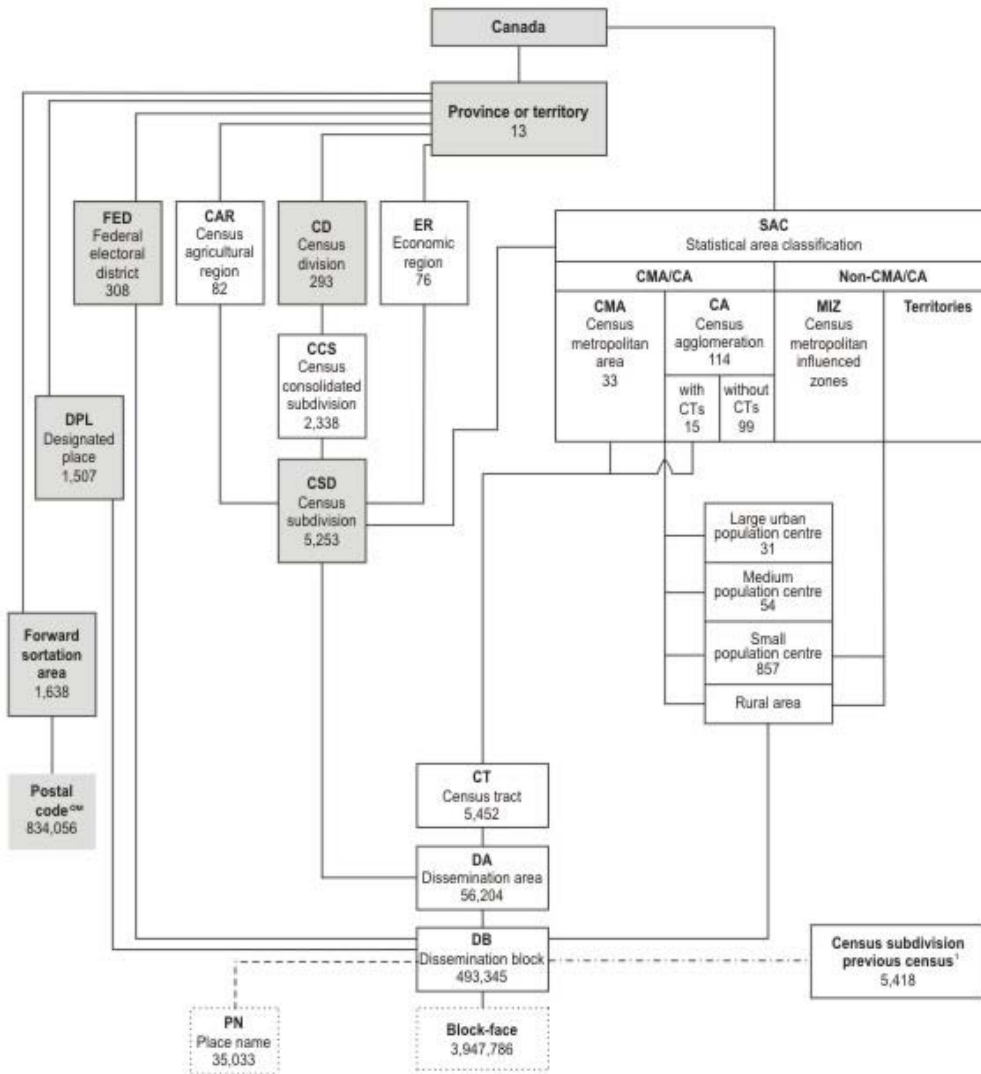 Canada
Province or territory
13
FED
Federal
electoral
district
308
CAR
Census
agricultural
region
82
CD
Census
division
293
ER
Economic
region
76
SAC
Statistical area classification
CMA/CA
Non-CMA/CA
CMA
Census
metropolitan
area
33
CA
Census
agglomeration
114
with
CTs
15
without
CTs
99
MIZ
Census
metropolitan
influenced
zones
Territories
CCS
Census
consolidated
subdivision
2,338
DPL
Designated
place
1,507
CSD
Census
subdivision
5,253
Large urban
population centre
31
Medium
population centre
54
Small
population centre
857
Rural area
Forward
sortation
area
1,638
Postal
code OM
834,056
CT
Census tract
5,452
DA
Dissemination area
56,204
DB
Dissemination block
493,345
Census subdivision
previous census¹
5,418
PN
Place name
35,033
Block-face
3,947,786